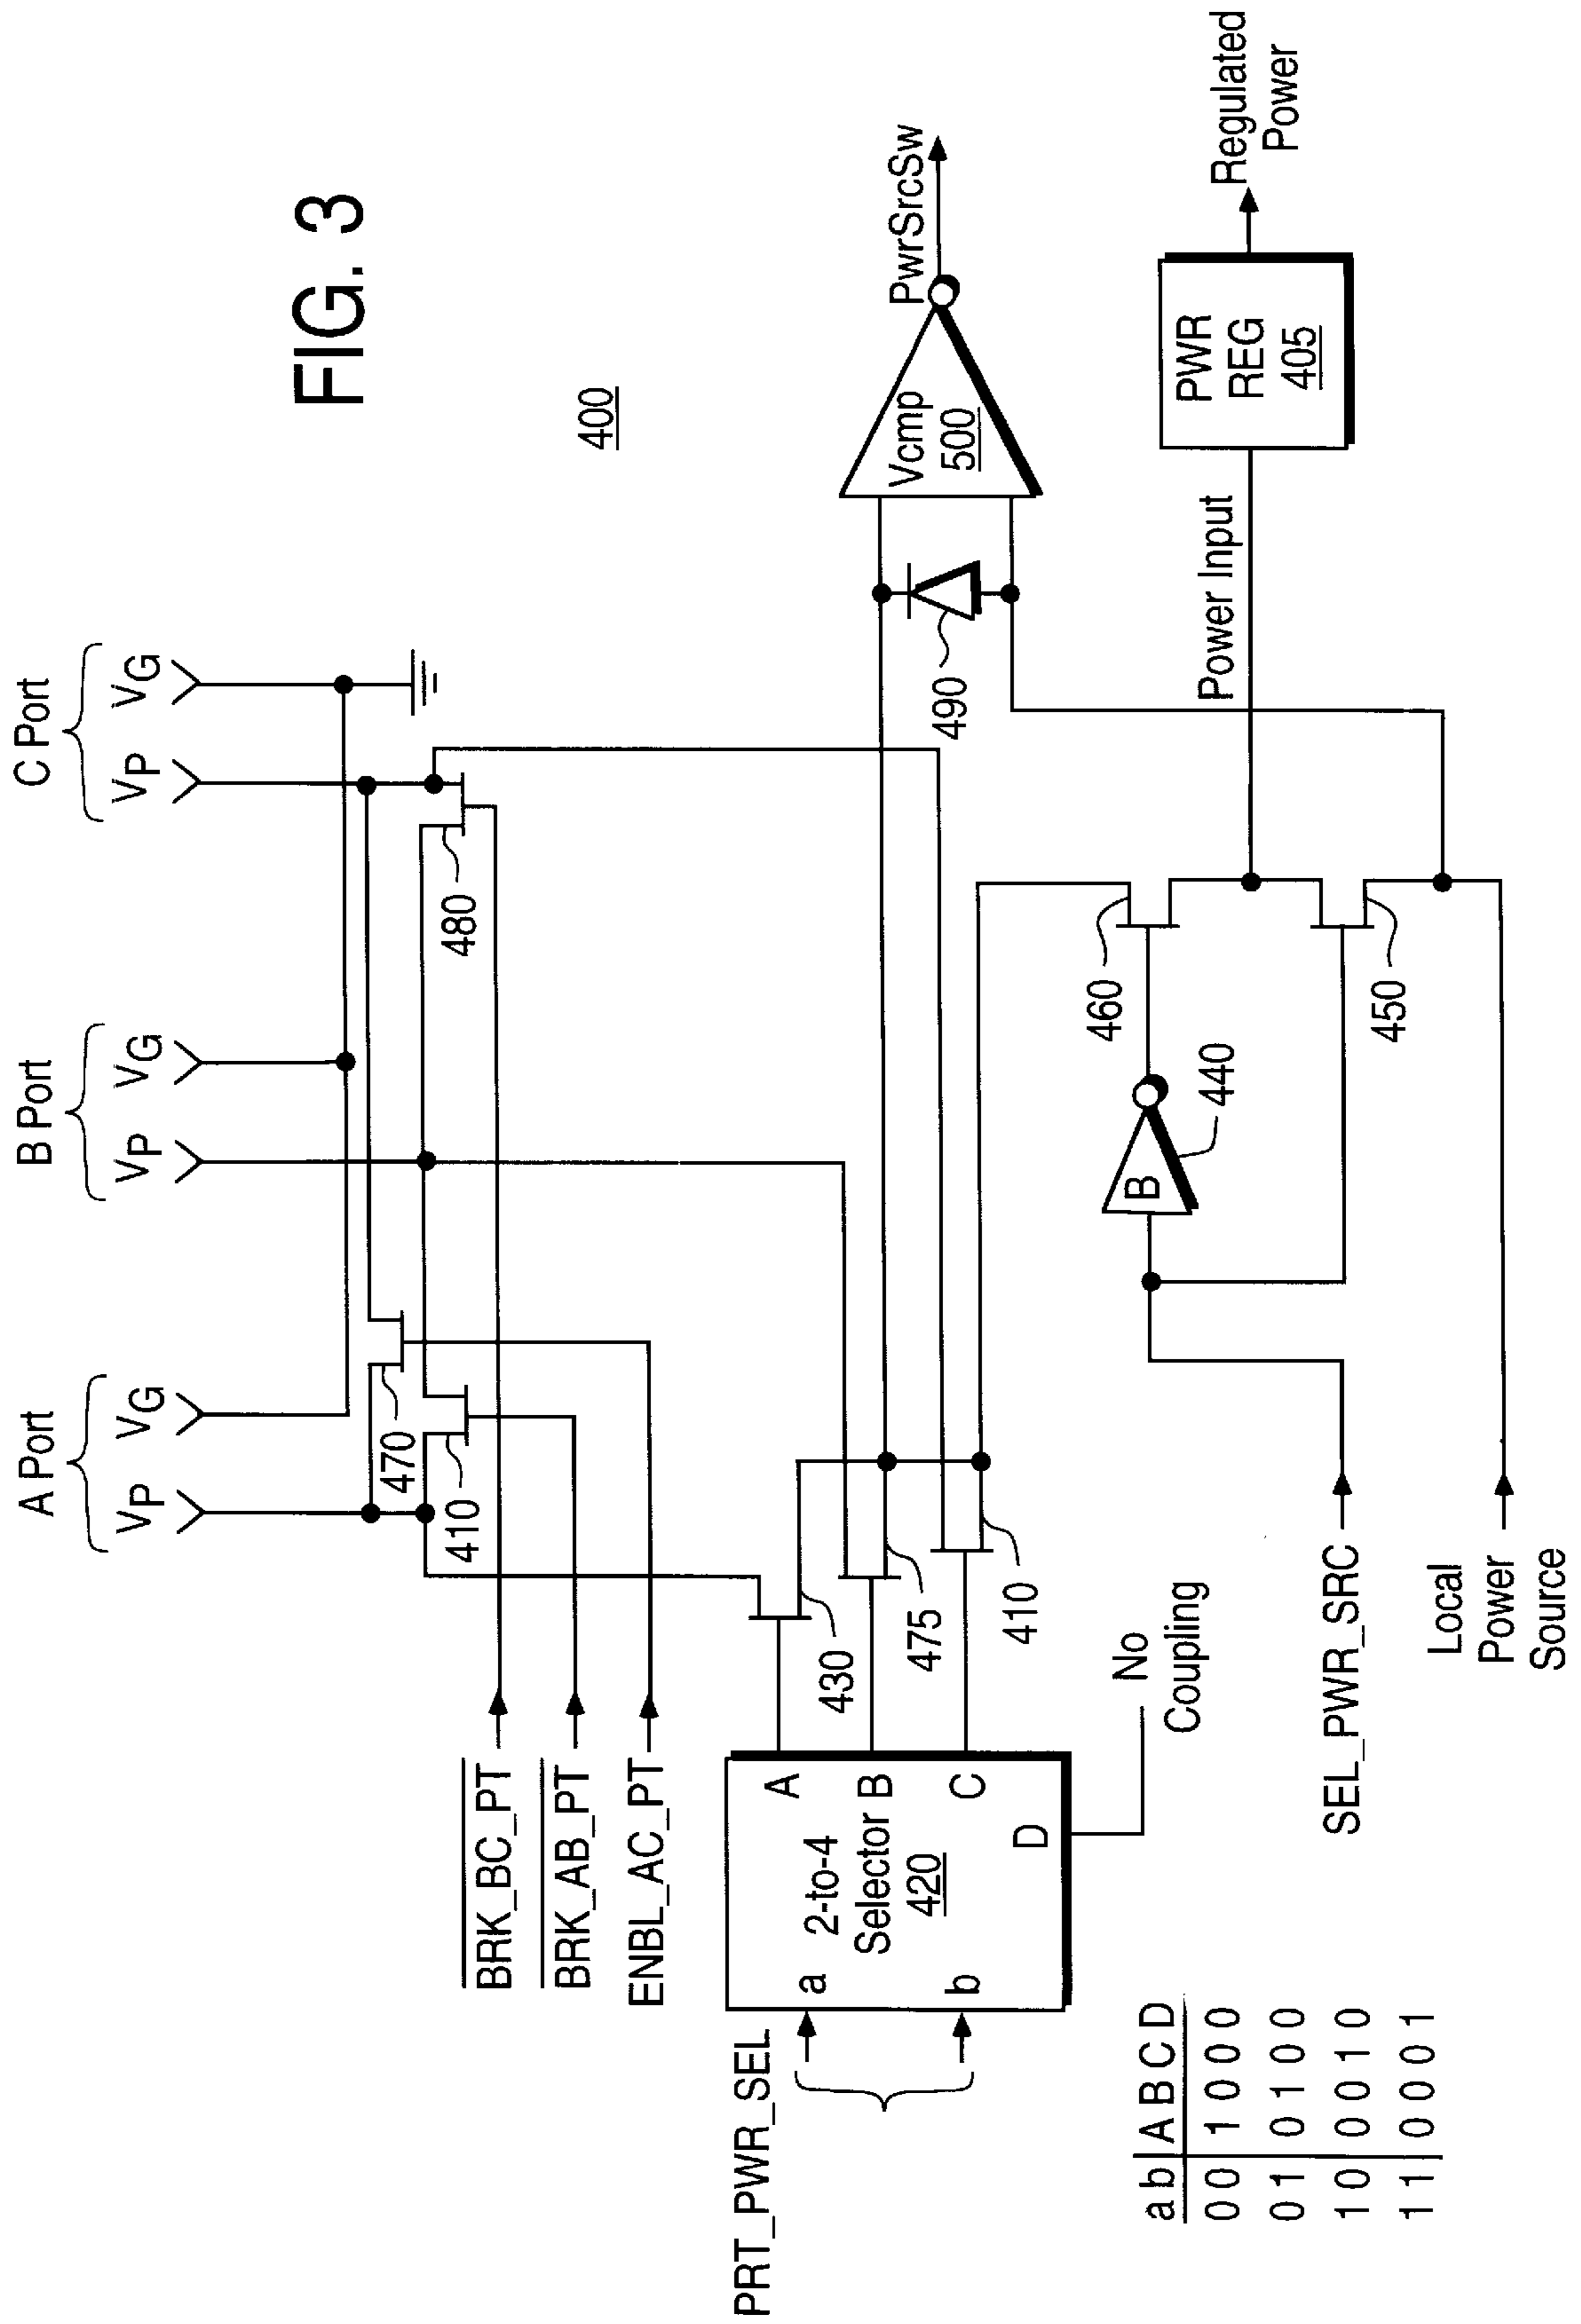 FIG. 3
400
A Port
B Port
C Port
VP
VG
VP
VG
VP
VG
470
410
480
BRK_BC_PT
BRK_AB_PT
ENBL_AC_PT
PRT_PWR_SEL
a
b
2-to-4
Selector
420
A
B
C
D
No
Coupling
430
475
410
490
Vcmp
500
PwrSrcSw
B
440
460
450
Power Input
PWR
REG
405
Regulated
Power
SEL_PWR_SRC
Local
Power
Source
a b A B C D
0 0 1 0 0 0
0 1 0 1 0 0
1 0 0 0 1 0
1 1 0 0 0 1